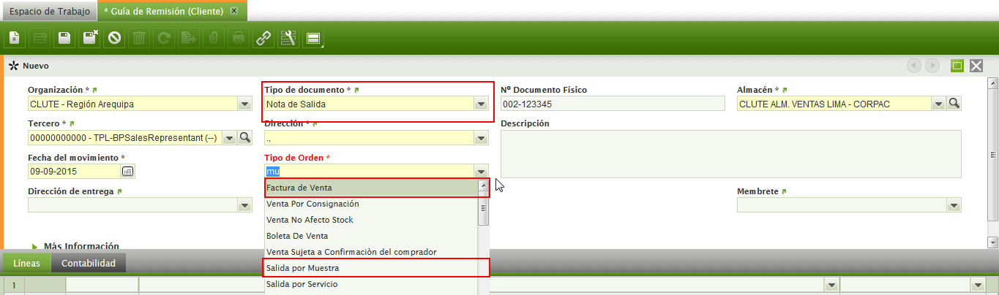 Espacio de Trabajo
* Guía de Remisión (Cliente)
Nuevo
Organización *
Tipo de documento *
Nº Documento Físico
Almacén *
CLUTE - Región Arequipa
Nota de Salida
002-123345
CLUTE ALM. VENTAS LIMA - CORPAC
Tercero *
Dirección *
Descripción
00000000000 - TPL-BPSalesRepresentant (--)
.,
Fecha del movimiento *
Tipo de Orden *
09-09-2015
mu
Dirección de entrega
Membrete
Factura de Venta
Venta Por Consignación
Venta No Afecto Stock
Boleta De Venta
Venta Sujeta a Confirmaciòn del comprador
Salida por Muestra
Salida por Servicio
Más Información
Líneas
Contabilidad
1